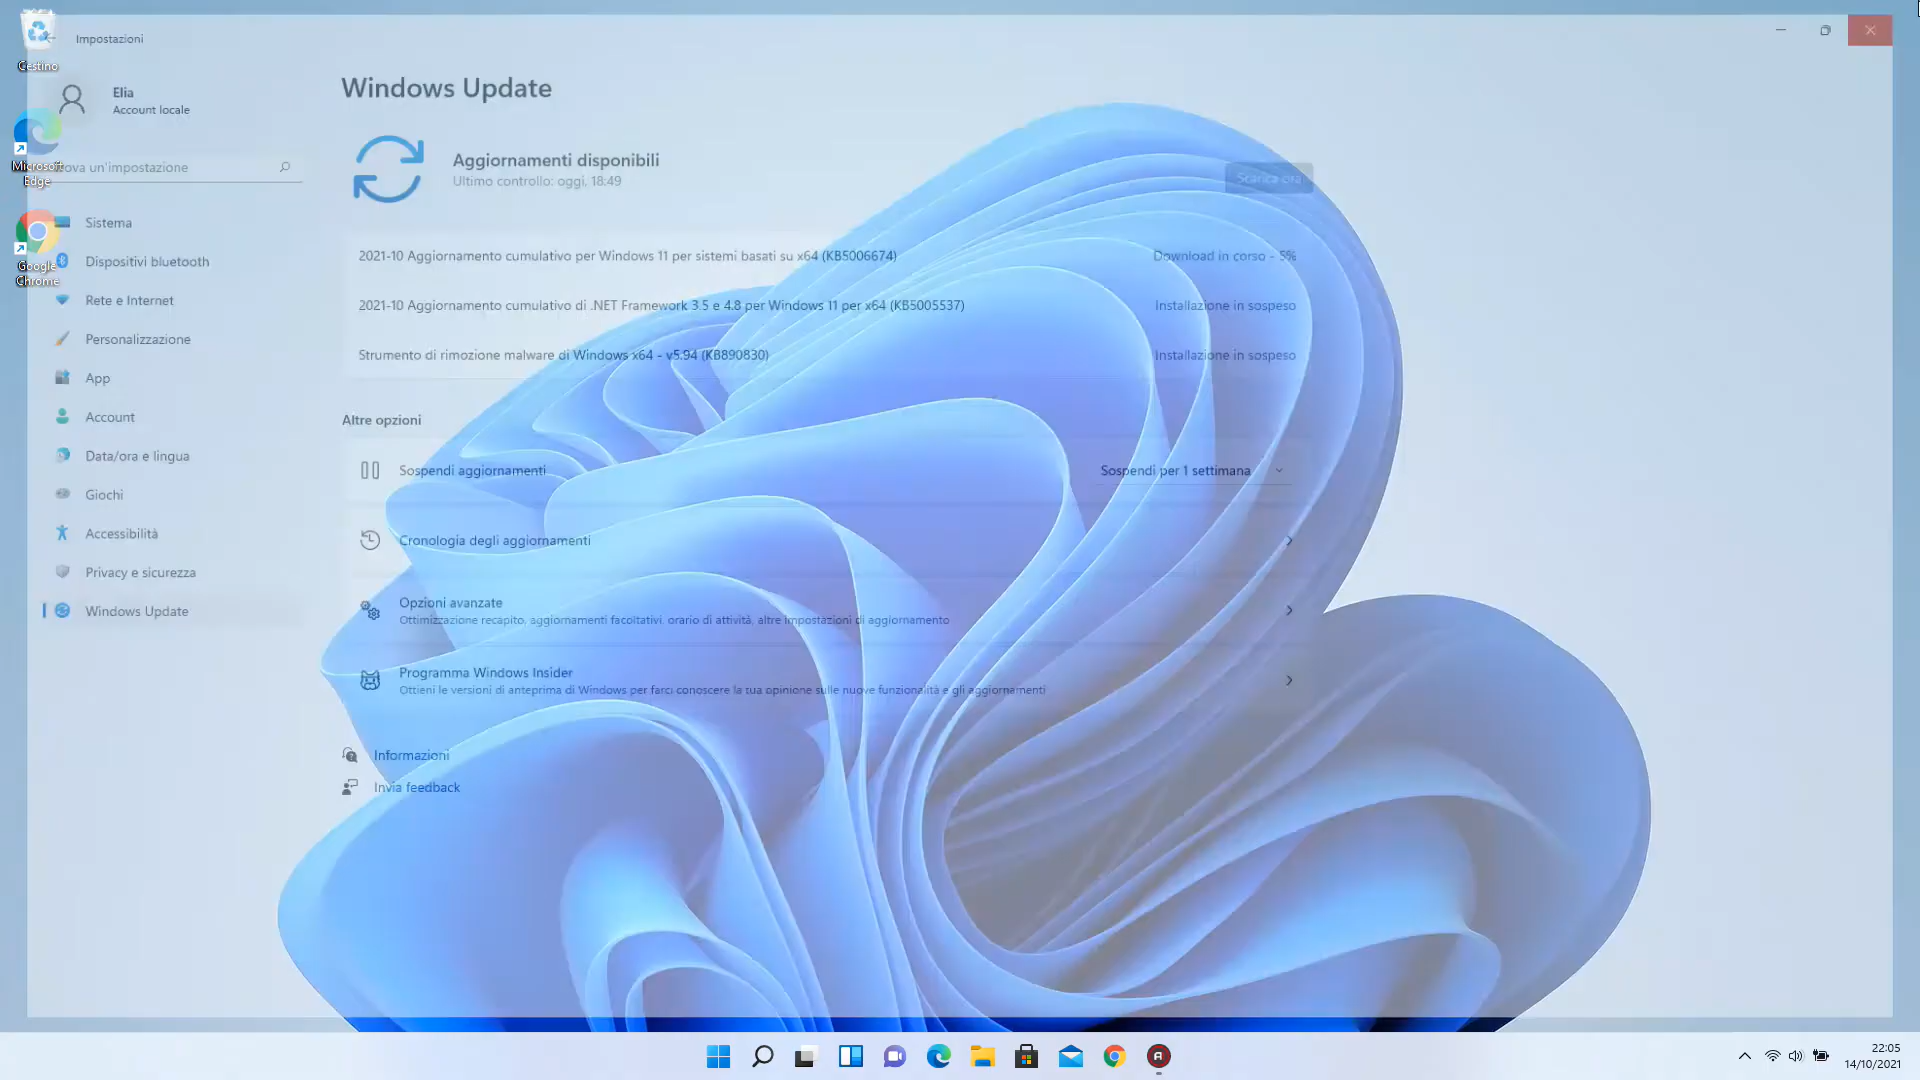 Impostazioni
Cestino
Elia
Account locale
Microsoft
Edge
ova un'impostazione
Google
Chrome
Sistema
Dispositivi bluetooth
Rete e Internet
Personalizzazione
App
Account
Data/ora e lingua
Giochi
Accessibilità
Privacy e sicurezza
Windows Update
Windows Update
Aggiornamenti disponibili
Ultimo controllo: oggi, 18:49
Scarica ora
2021-10 Aggiornamento cumulativo per Windows 11 per sistemi basati su x64 (KB5006674)
Download in corso - 5%
2021-10 Aggiornamento cumulativo di .NET Framework 3.5 e 4.8 per Windows 11 per x64 (KB5005537)
Installazione in sospeso
Strumento di rimozione malware di Windows x64 - v5.94 (KB890830)
Installazione in sospeso
Altre opzioni
Sospendi aggiornamenti
Sospendi per 1 settimana
Cronologia degli aggiornamenti
Opzioni avanzate
Ottimizzazione recapito, aggiornamenti facoltativi, orario di attività, altre impostazioni di aggiornamento
Programma Windows Insider
Ottieni le versioni di anteprima di Windows per farci conoscere la tua opinione sulle nuove funzionalità e gli aggiornamenti
Informazioni
Invia feedback
22:05
14/10/2021